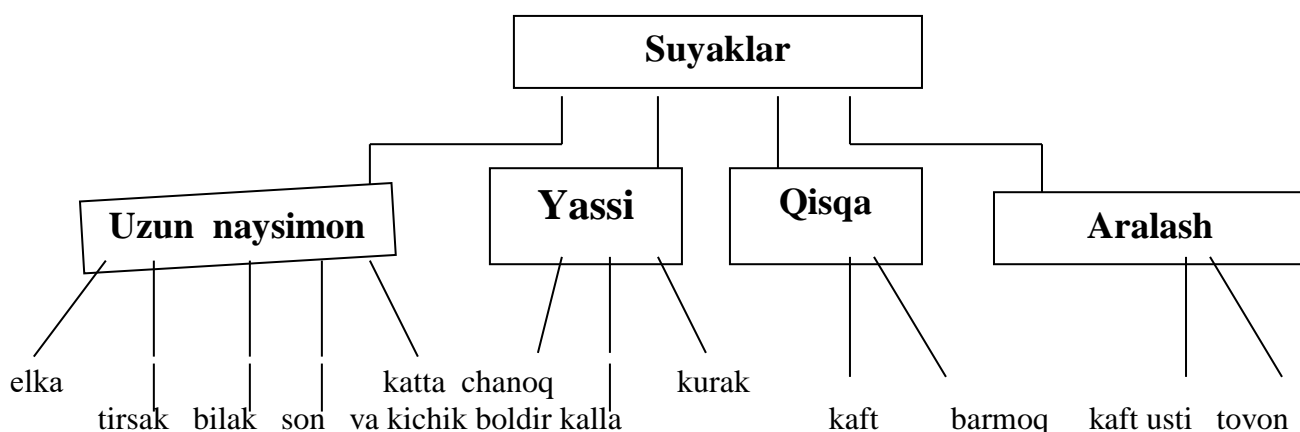 Suyaklar
Uzun naysimon
Yassi
Qisqa
Aralash
elka katta chanoq kurak
tirsak bilak son va kichik boldir kalla kaft barmoq kaft usti tovon